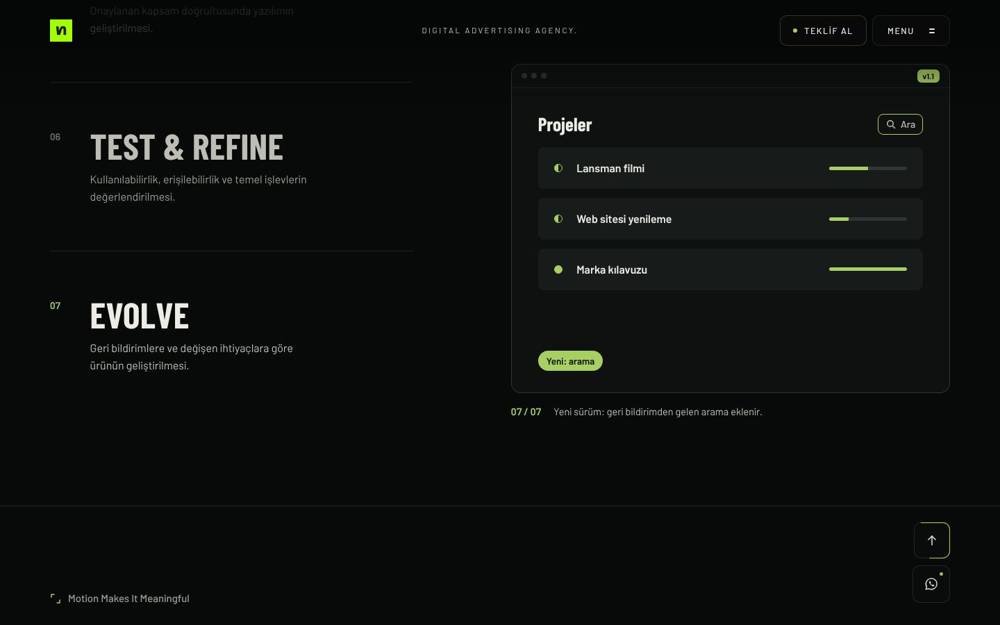 Onaylanan kapsam doğrultusunda yazılımın
geliştirilmesi.
DIGITAL ADVERTISING AGENCY.
TEKLİF AL
MENU
06
TEST & REFINE
Kullanılabilirlik, erişilebilirlik ve temel işlevlerin
değerlendirilmesi.
07
EVOLVE
Geri bildirimlere ve değişen ihtiyaçlara göre
ürünün geliştirilmesi.
v1.1
Projeler
Ara
Lansman filmi
Web sitesi yenileme
Marka kılavuzu
Yeni: arama
07 / 07 Yeni sürüm: geri bildirimden gelen arama eklenir.
Motion Makes It Meaningful